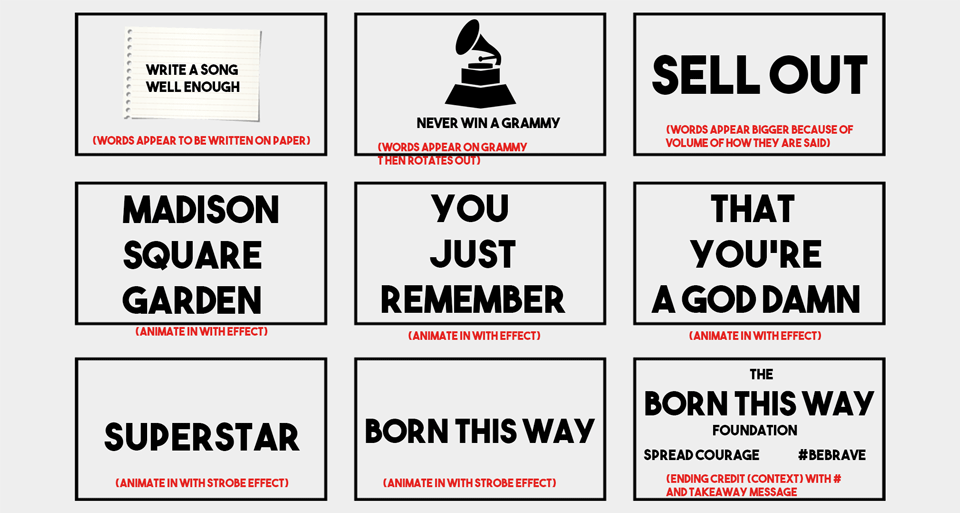 WRITE A SONG
WELL ENOUGH
(WORDS APPEAR TO BE WRITTEN ON PAPER)
NEVER WIN A GRAMMY
(WORDS APPEAR ON GRAMMY
THEN ROTATES OUT)
SELL OUT
(WORDS APPEAR BIGGER BECAUSE OF
VOLUME OF HOW THEY ARE SAID)
MADISON
SQUARE
GARDEN
(ANIMATE IN WITH EFFECT)
YOU
JUST
REMEMBER
(ANIMATE IN WITH EFFECT)
THAT
YOU'RE
A GOD DAMN
(ANIMATE IN WITH EFFECT)
SUPERSTAR
(ANIMATE IN WITH STROBE EFFECT)
BORN THIS WAY
(ANIMATE IN WITH STROBE EFFECT)
THE
BORN THIS WAY
FOUNDATION
SPREAD COURAGE #BEBRAVE
(ENDING CREDIT (CONTEXT) WITH #
AND TAKEAWAY MESSAGE